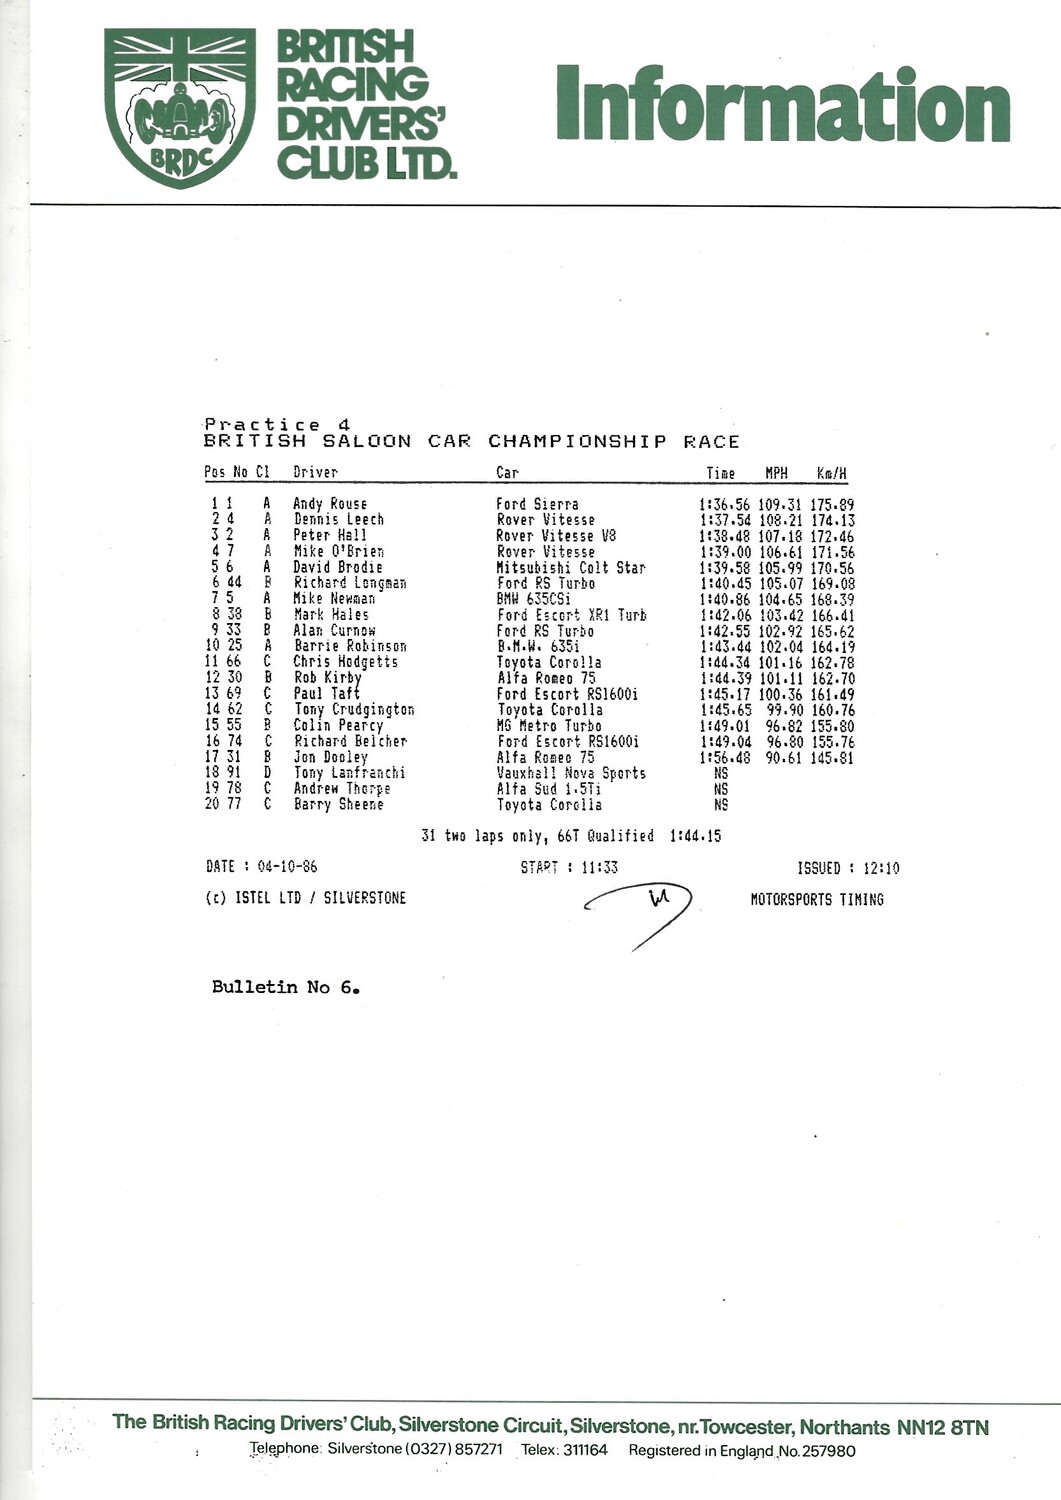 BRITISH
RACING
DRIVERS'
CLUB LTD.
BRDC
Information
Practice 4
BRITISH SALOON CAR CHAMPIONSHIP RACE
Pos No Cl Driver Car Time MPH Km/H
1 1 A Andy Rouse Ford Sierra 1:36.56 109.31 175.89
2 4 A Dennis Leech Rover Vitesse 1:37.54 108.21 174.13
3 2 A Peter Hall Rover Vitesse V8 1:38.48 107.18 172.46
4 7 A Mike O'Brien Rover Vitesse 1:39.00 106.61 171.56
5 6 A David Brodie Mitsubishi Colt Star 1:39.58 105.99 170.56
6 44 B Richard Longman Ford RS Turbo 1:40.45 105.07 169.08
7 5 A Mike Newman BMW 635CSi 1:40.86 104.65 168.39
8 38 B Mark Hales Ford Escort XR1 Turb 1:42.06 103.42 166.41
9 33 B Alan Curnow Ford RS Turbo 1:42.55 102.92 165.62
10 25 A Barrie Robinson B.M.W. 635i 1:43.44 102.04 164.19
11 66 C Chris Hodgetts Toyota Corolla 1:44.34 101.16 162.78
12 30 B Rob Kirby Alfa Romeo 75 1:44.39 101.11 162.70
13 69 C Paul Taft Ford Escort RS1600i 1:45.17 100.36 161.49
14 62 C Tony Crudgington Toyota Corolla 1:45.65 99.90 160.76
15 55 B Colin Pearcy MG Metro Turbo 1:49.01 96.82 155.80
16 74 C Richard Belcher Ford Escort RS1600i 1:49.04 96.80 155.76
17 31 B Jon Dooley Alfa Romeo 75 1:56.48 90.61 145.81
18 91 D Tony Lanfranchi Vauxhall Nova Sports NS
19 78 C Andrew Thorpe Alfa Sud 1.5Ti NS
20 77 C Barry Sheene Toyota Corolla NS
31 two laps only, 66T Qualified 1:44.15
DATE : 04-10-86 START : 11:33 ISSUED : 12:10
(c) ISTEL LTD / SILVERSTONE MOTORSPORTS TIMING
Bulletin No 6.
The British Racing Drivers' Club, Silverstone Circuit, Silverstone, nr. Towcester, Northants NN12 8TN
Telephone: Silverstone (0327) 857271 Telex: 311164 Registered in England No. 257980